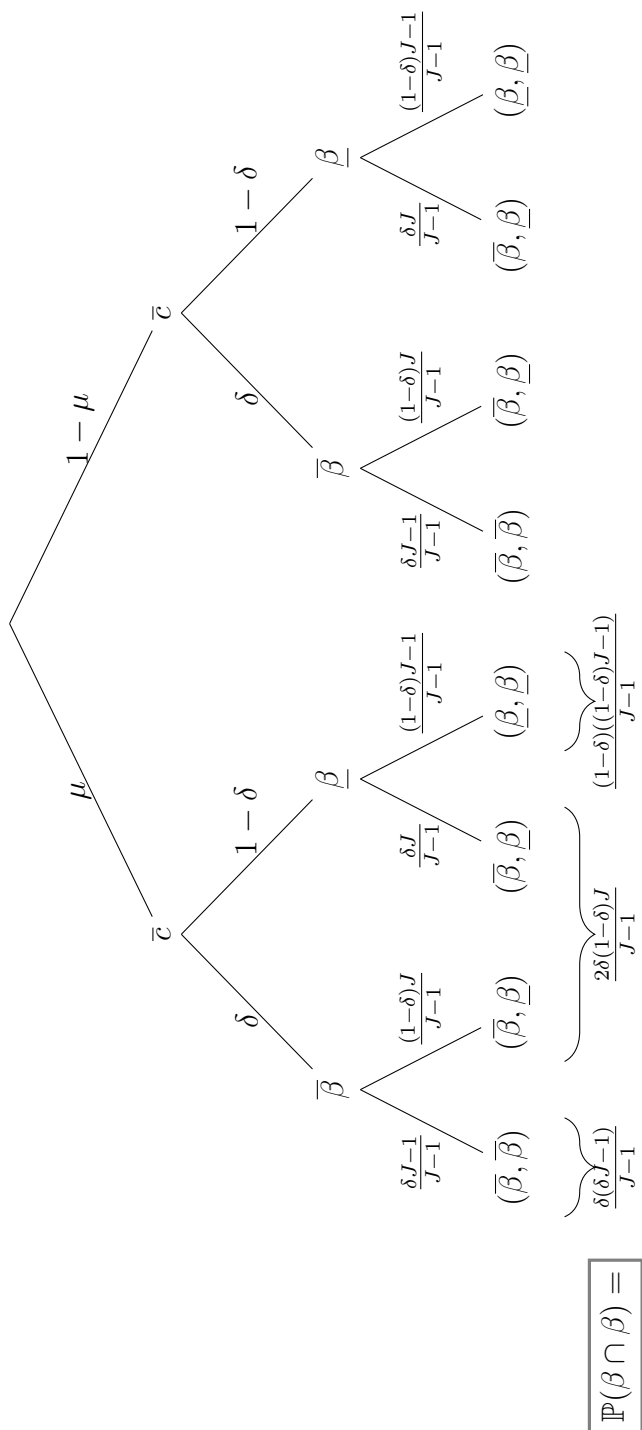 μ 1 − μ
c̅ c̅
δ 1 − δ δ 1 − δ
β̅ β̲ β̅ β̲
(δJ−1)/(J−1) ((1−δ)J)/(J−1) (δJ)/(J−1) ((1−δ)J−1)/(J−1) (δJ−1)/(J−1) ((1−δ)J)/(J−1) (δJ)/(J−1) ((1−δ)J−1)/(J−1)
(β̅, β̅) (β̅, β̲) (β̅, β̲) (β̲, β̲) (β̅, β̅) (β̅, β̲) (β̅, β̲) (β̲, β̲)
ℙ(β ∩ β) = (δ(δJ−1))/(J−1) (2δ(1−δ)J)/(J−1) ((1−δ)((1−δ)J−1))/(J−1)